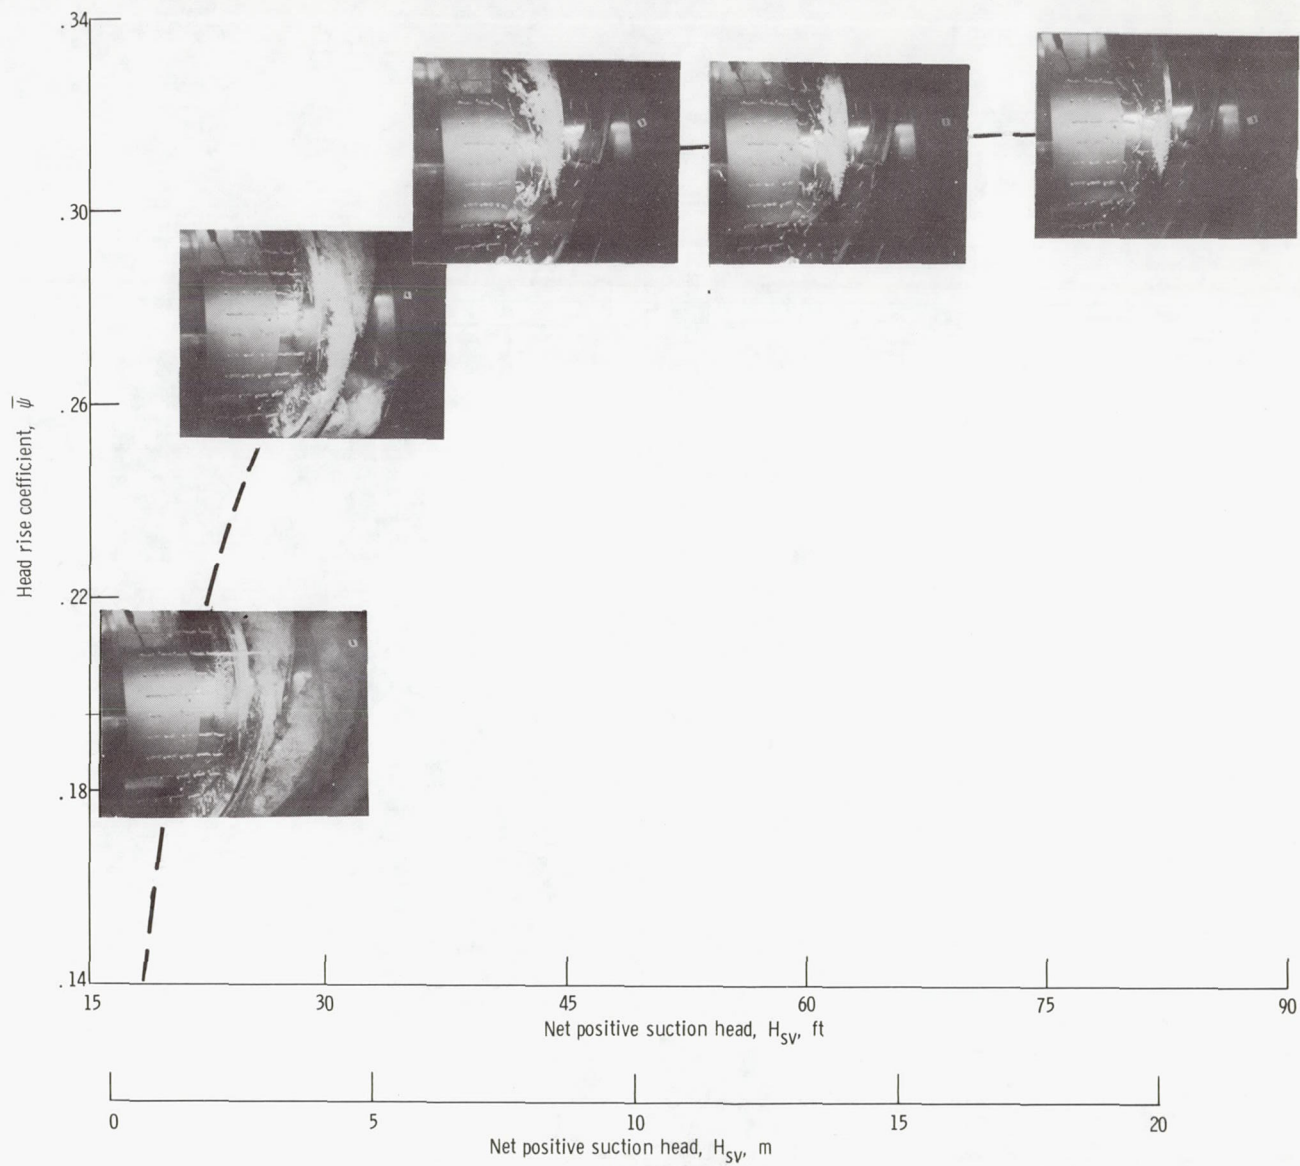 .34
.30
.26
.22
.18
.14
Head rise coefficient, ψ̅
15 30 45 60 75 90
Net positive suction head, H_sv, ft
0 5 10 15 20
Net positive suction head, H_sv, m